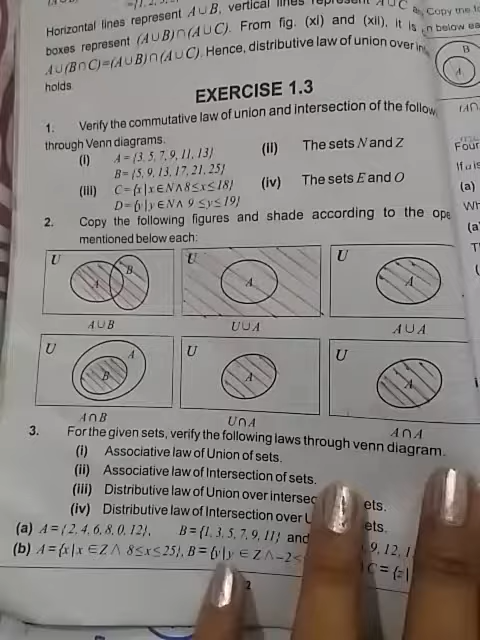 Horizontal lines represent A∪B, vertical lines represent A∪C
boxes represent (A∪B)∩(A∪C). From fig. (xi) and (xii), it is
A∪(B∩C)=(A∪B)∩(A∪C). Hence, distributive law of union over
holds.
EXERCISE 1.3
1. Verify the commutative law of union and intersection of the
through Venn diagrams.
(i) A={3, 5, 7, 9, 11, 13} (ii) The sets N and Z
B={5, 9, 13, 17, 21, 25}
(iii) C={x|x∈N∧8≤x≤18} (iv) The sets E and O
D={y|y∈N∧ 9 ≤y≤19}
2. Copy the following figures and shade according to the
mentioned below each:
U A B
U A
U A
A∪B U∪A A∪A
U A B
U A
U A
A∩B U∩A A∩A
3. For the given sets, verify the following laws through venn diagram.
(i) Associative law of Union of sets.
(ii) Associative law of Intersection of sets.
(iii) Distributive law of Union over
(iv) Distributive law of Intersection over
(a) A={2, 4, 6, 8, 0, 12}, B={1, 3, 5, 7, 9, 11} and 9, 12,
(b) A={x|x∈Z∧ 8≤x≤25}, B={y|y∈Z∧−2< C={z|
Copy the
below
B
A
Four
(a)
(a